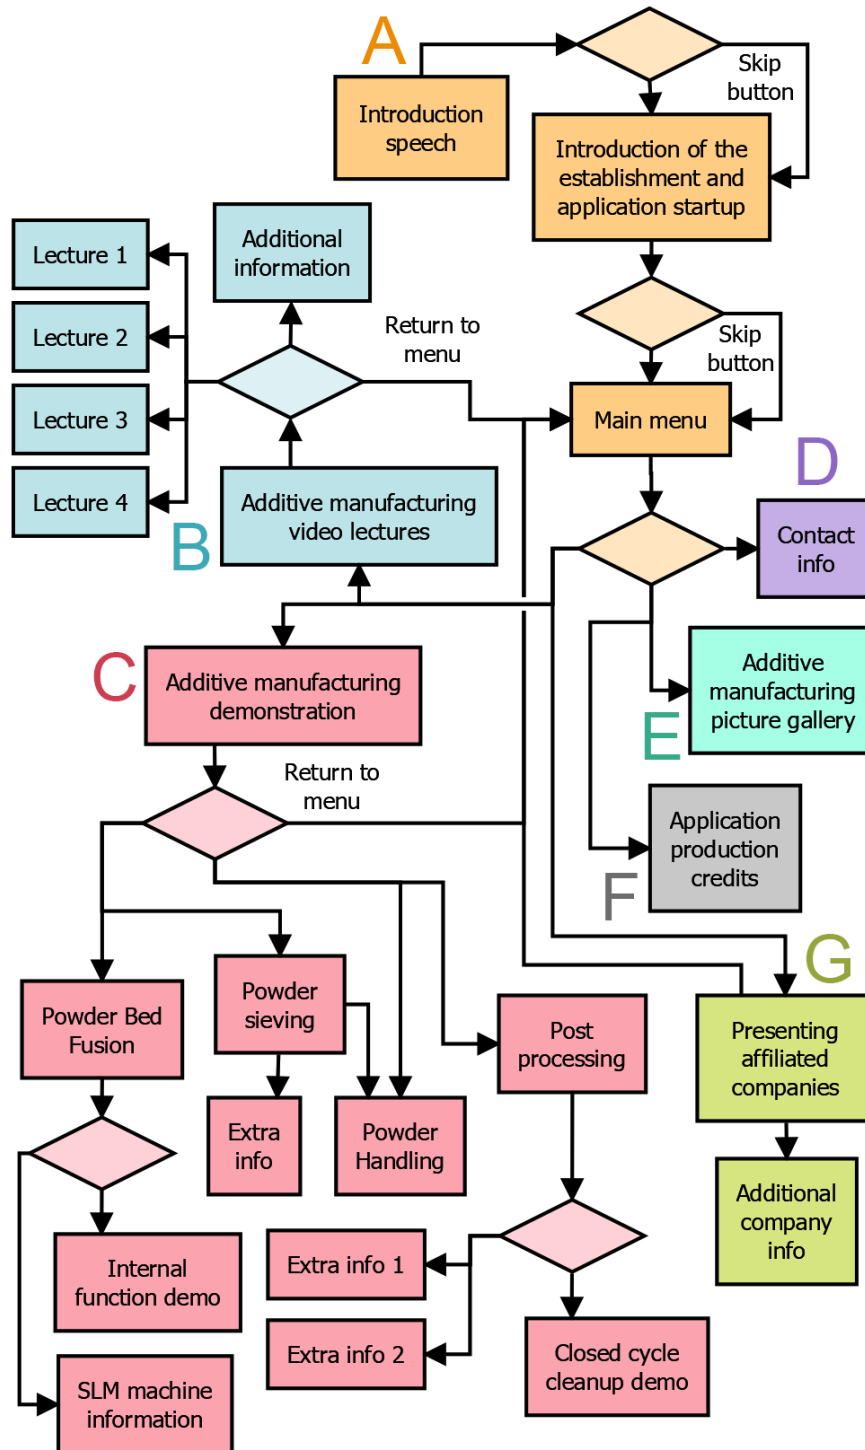 A
Introduction
speech
Skip
button
Introduction of the
establishment and
application startup
Skip
button
Main menu
Lecture 1
Lecture 2
Lecture 3
Lecture 4
Additional
information
Return to
menu
B
Additive manufacturing
video lectures
D
Contact
info
C
Additive manufacturing
demonstration
E
Additive
manufacturing
picture gallery
Return to
menu
F
Application
production
credits
G
Presenting
affiliated
companies
Additional
company
info
Powder Bed
Fusion
Powder
sieving
Post
processing
Extra
info
Powder
Handling
Internal
function demo
SLM machine
information
Extra info 1
Extra info 2
Closed cycle
cleanup demo